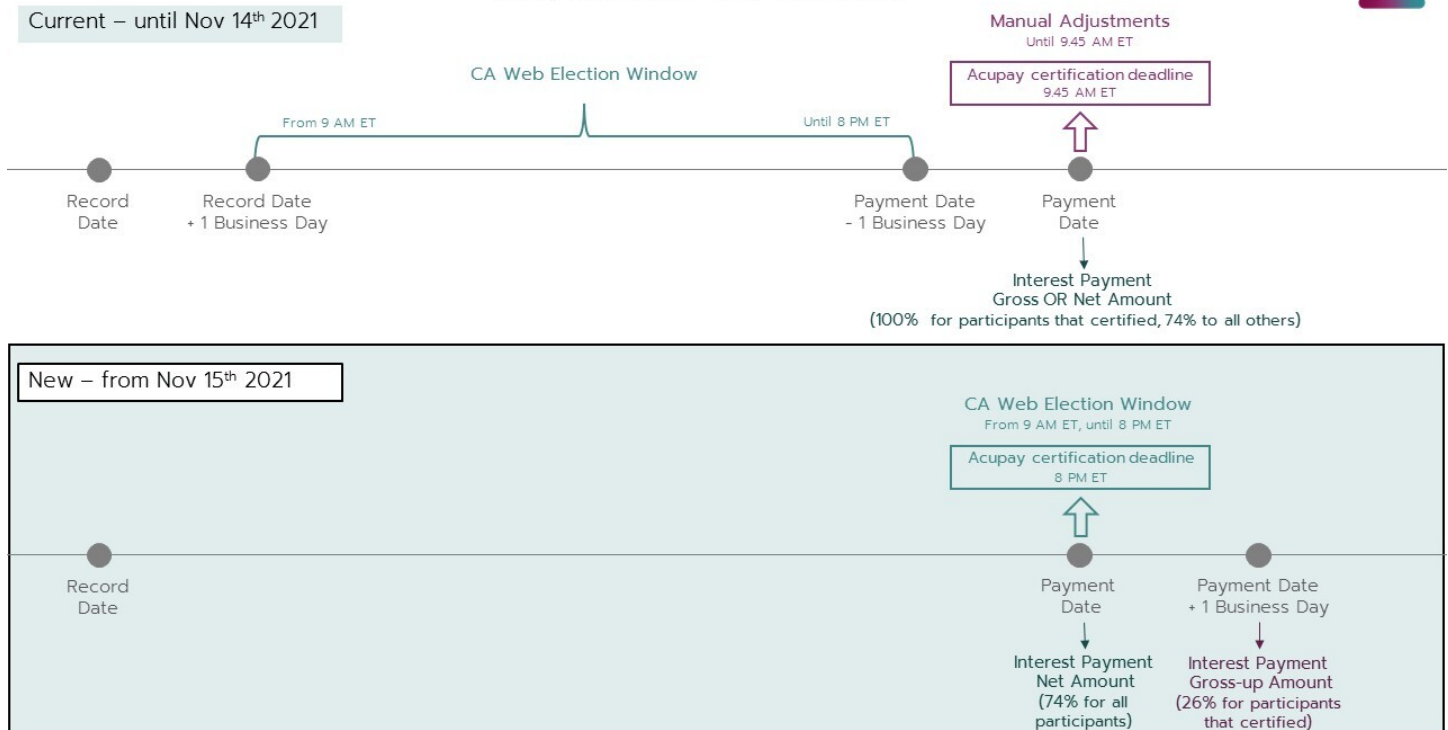 Current – until Nov 14th 2021
Manual Adjustments
Until 9.45 AM ET
Acupay certification deadline
9.45 AM ET
CA Web Election Window
From 9 AM ET
Until 8 PM ET
Record
Date
Record Date
+ 1 Business Day
Payment Date
- 1 Business Day
Payment
Date
Interest Payment
Gross OR Net Amount
(100% for participants that certified, 74% to all others)
New – from Nov 15th 2021
CA Web Election Window
From 9 AM ET, until 8 PM ET
Acupay certification deadline
8 PM ET
Record
Date
Payment
Date
Payment Date
+ 1 Business Day
Interest Payment
Net Amount
(74% for all
participants)
Interest Payment
Gross-up Amount
(26% for participants
that certified)